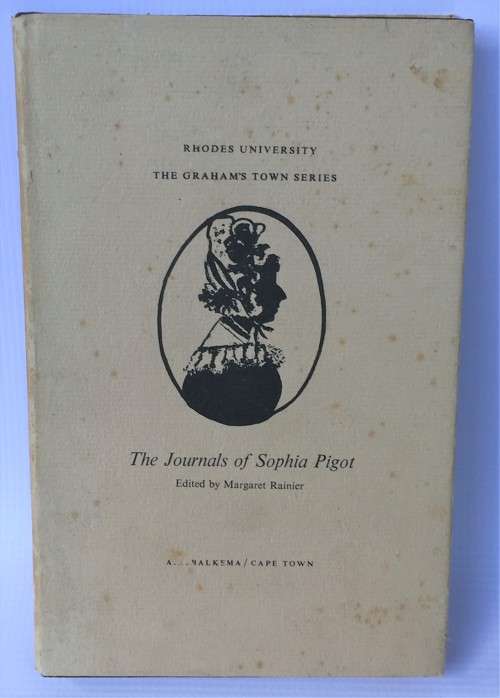 RHODES UNIVERSITY
THE GRAHAM'S TOWN SERIES
The Journals of Sophia Pigot
Edited by Margaret Rainier
BALKEMA / CAPE TOWN